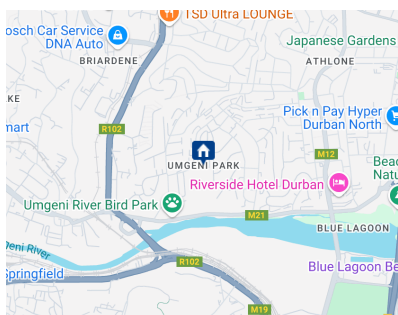 TSD Ultra LOUNGE
osch Car Service
DNA Auto
Japanese Gardens
BRIARDENE
ATHLONE
KE
Pick n Pay Hyper
Durban North
mart
R102
M12
UMGENI PARK
Beac
Natu
Riverside Hotel Durban
Umgeni River Bird Park
M21
BLUE LAGOON
geni River
R102
Springfield
Blue Lagoon Be
M19